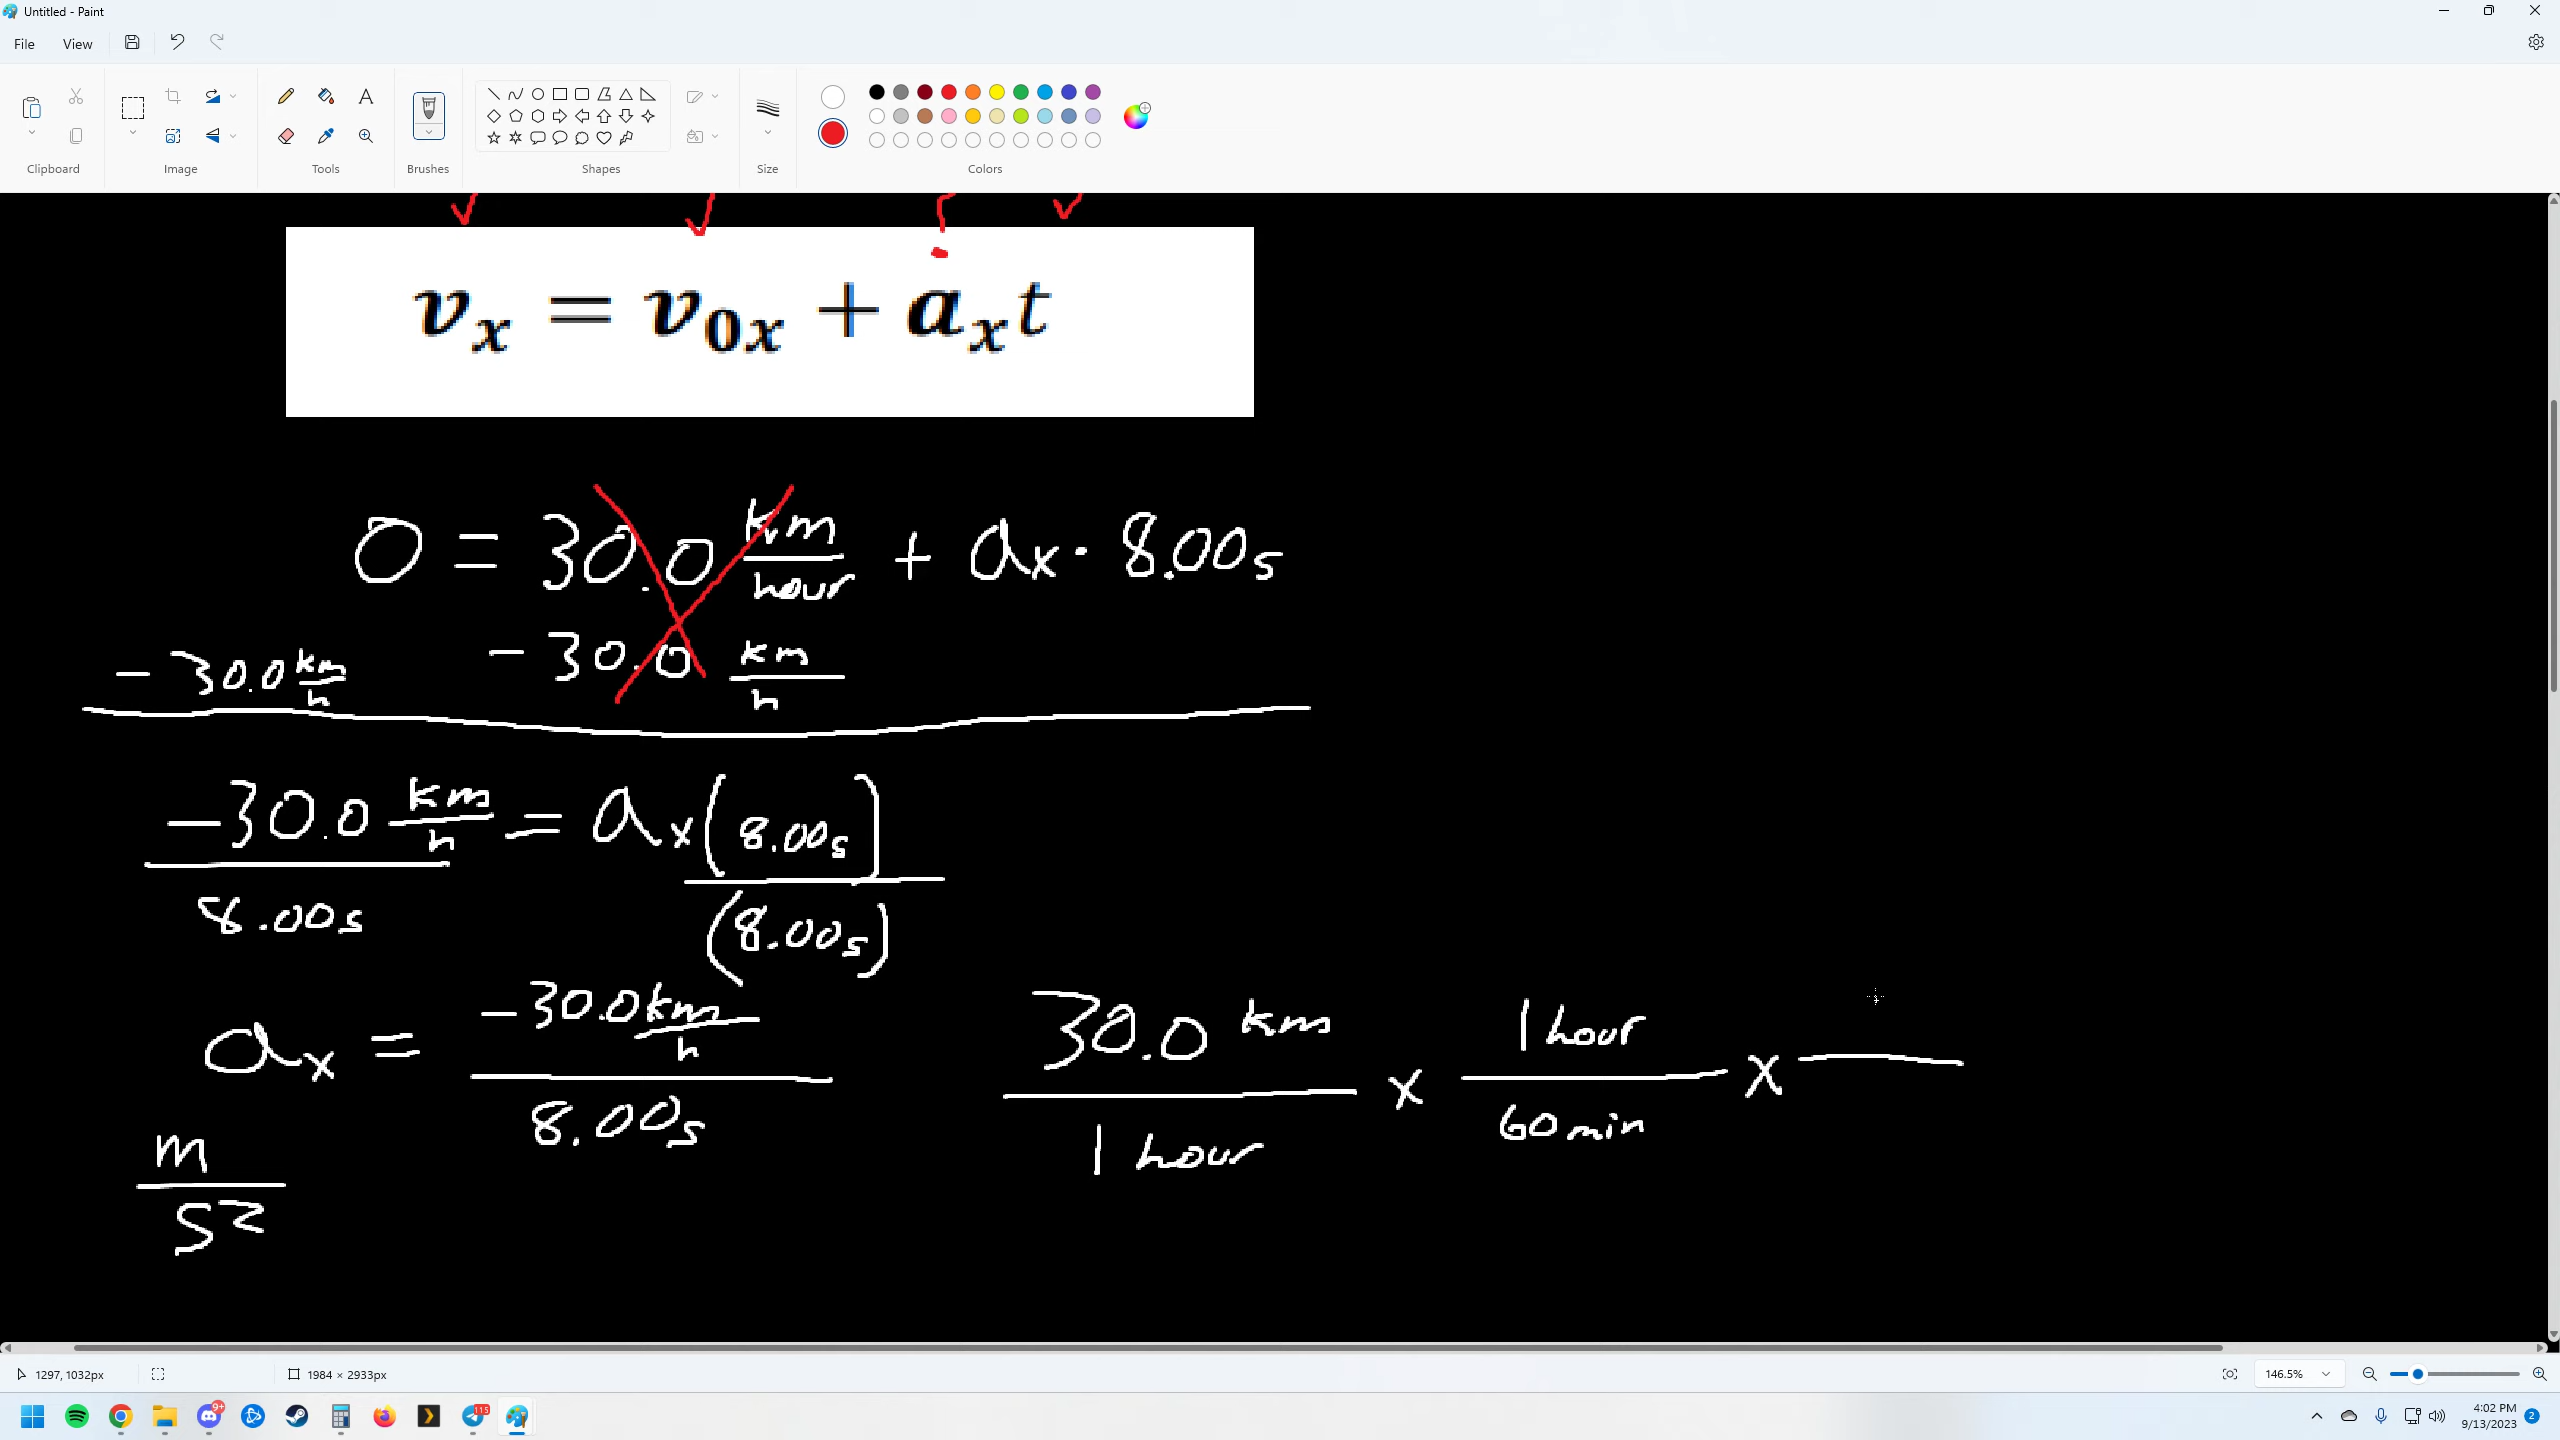 Untitled - Paint
File View
Clipboard Image Tools Brushes Shapes Size Colors
A
vₓ = v₀ₓ + aₓt
0 = 30.0 km/hour + aₓ · 8.00s
- 30.0 km/h - 30.0 km/h
-30.0 km/h = aₓ(8.00s)
8.00s (8.00s)
aₓ = -30.0 km/h / 8.00s
30.0 km / 1 hour x 1 hour / 60 min x
m
s²
1297, 1032px 1984 × 2933px 146.5%
9+ 115
4:02 PM
9/13/2023 2